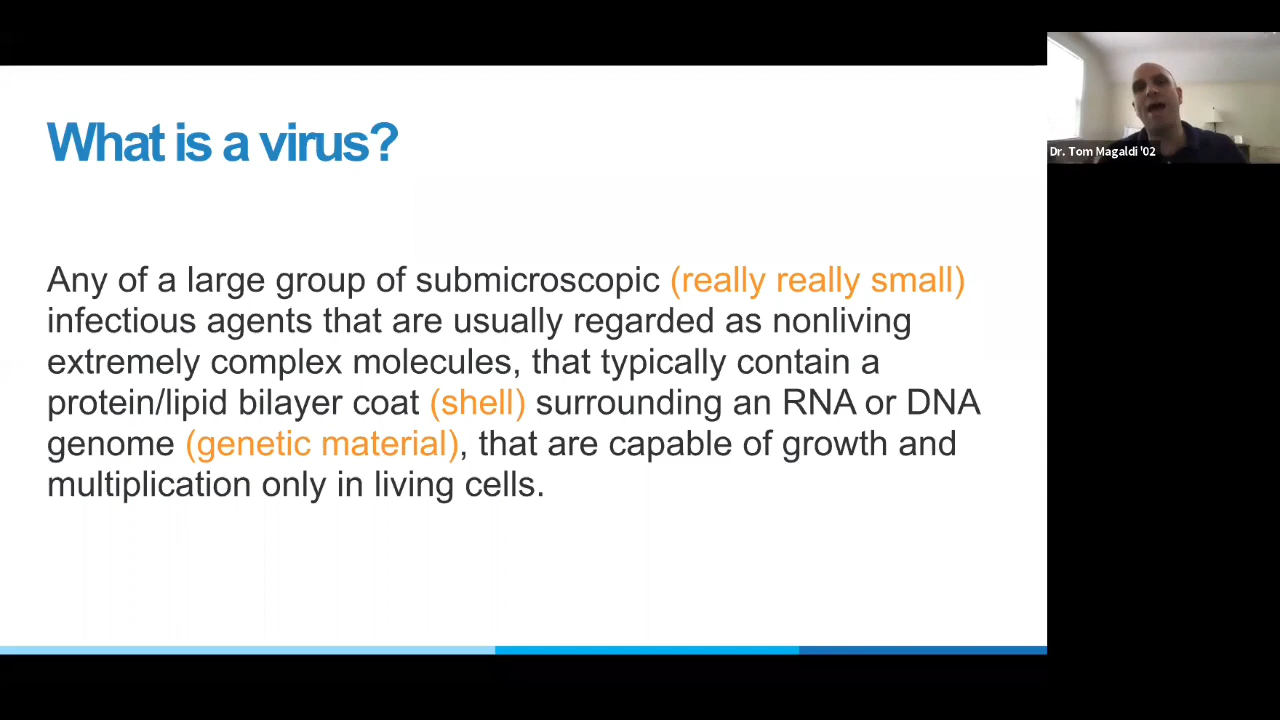 What is a virus?
Any of a large group of submicroscopic (really really small)
infectious agents that are usually regarded as nonliving
extremely complex molecules, that typically contain a
protein/lipid bilayer coat (shell) surrounding an RNA or DNA
genome (genetic material), that are capable of growth and
multiplication only in living cells.
Dr. Tom Magaldi '02